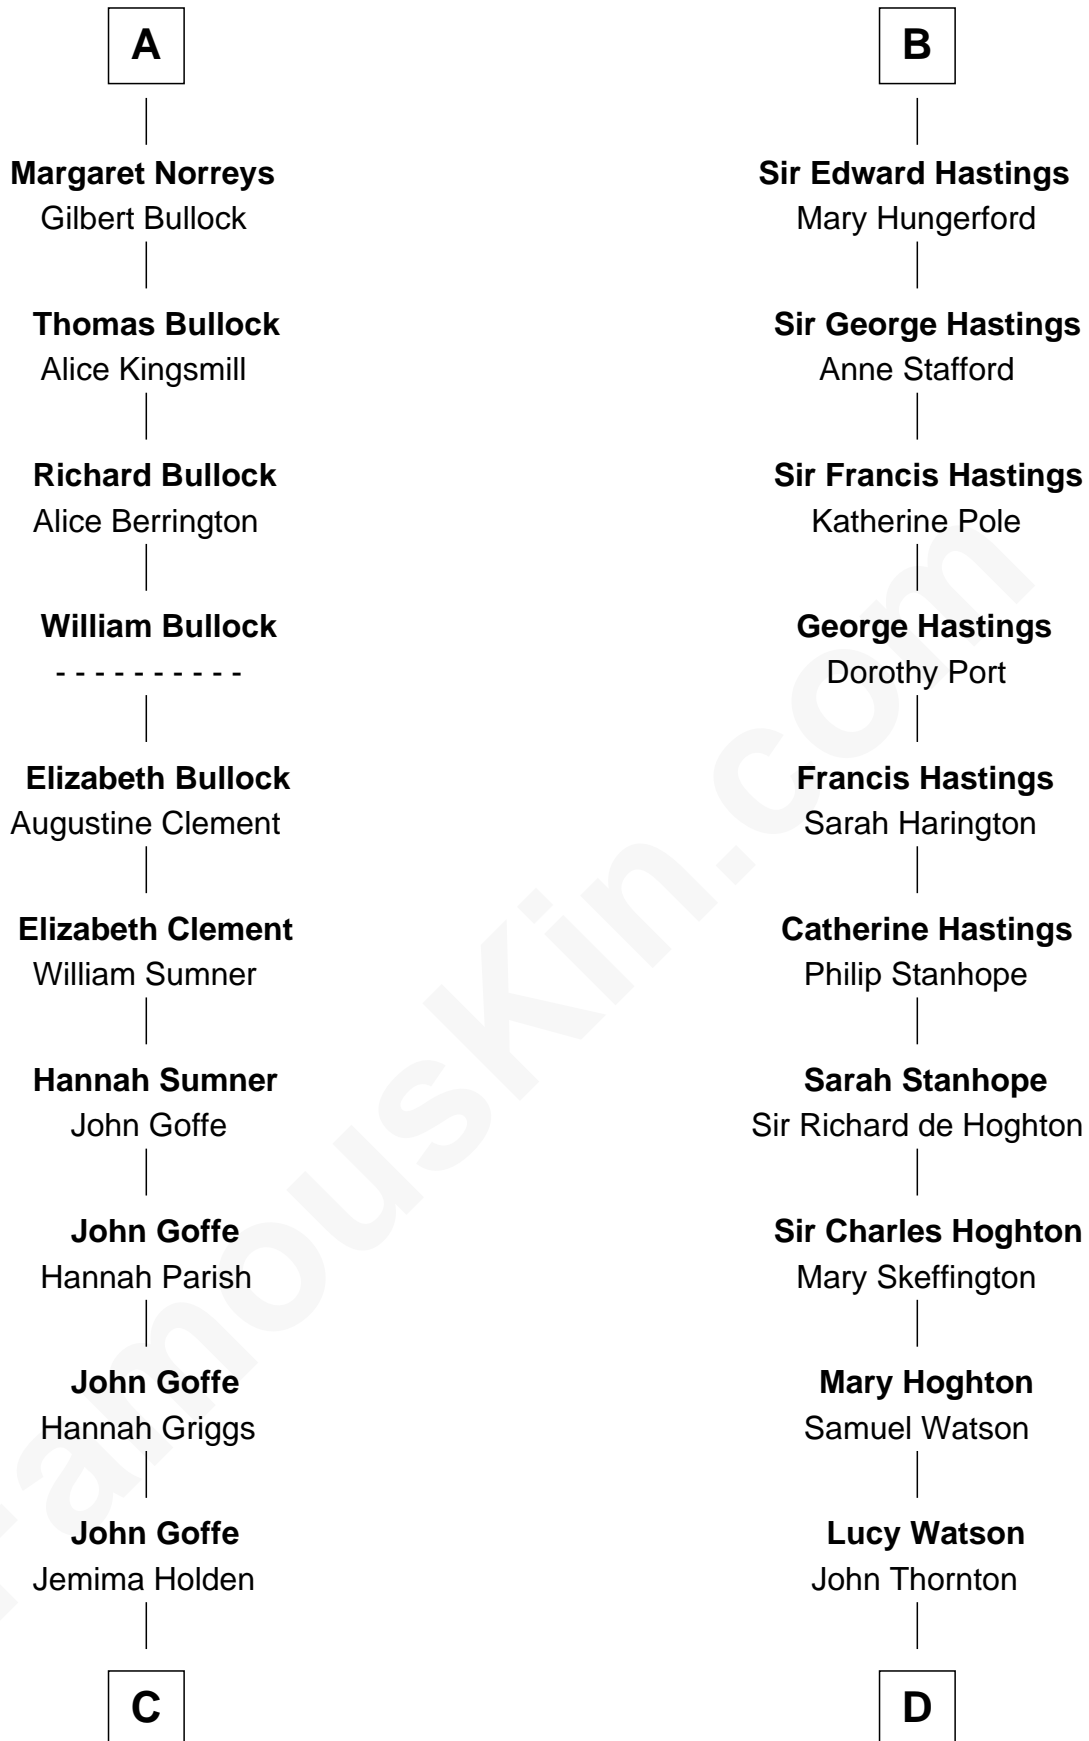 A
Margaret Norreys
Gilbert Bullock
Thomas Bullock
Alice Kingsmill
Richard Bullock
Alice Berrington
William Bullock
- - - - - - - - - -
Elizabeth Bullock
Augustine Clement
Elizabeth Clement
William Sumner
Hannah Sumner
John Goffe
John Goffe
Hannah Parish
John Goffe
Hannah Griggs
John Goffe
Jemima Holden
C
B
Sir Edward Hastings
Mary Hungerford
Sir George Hastings
Anne Stafford
Sir Francis Hastings
Katherine Pole
George Hastings
Dorothy Port
Francis Hastings
Sarah Harington
Catherine Hastings
Philip Stanhope
Sarah Stanhope
Sir Richard de Hoghton
Sir Charles Hoghton
Mary Skeffington
Mary Hoghton
Samuel Watson
Lucy Watson
John Thornton
D
FamousKin.com